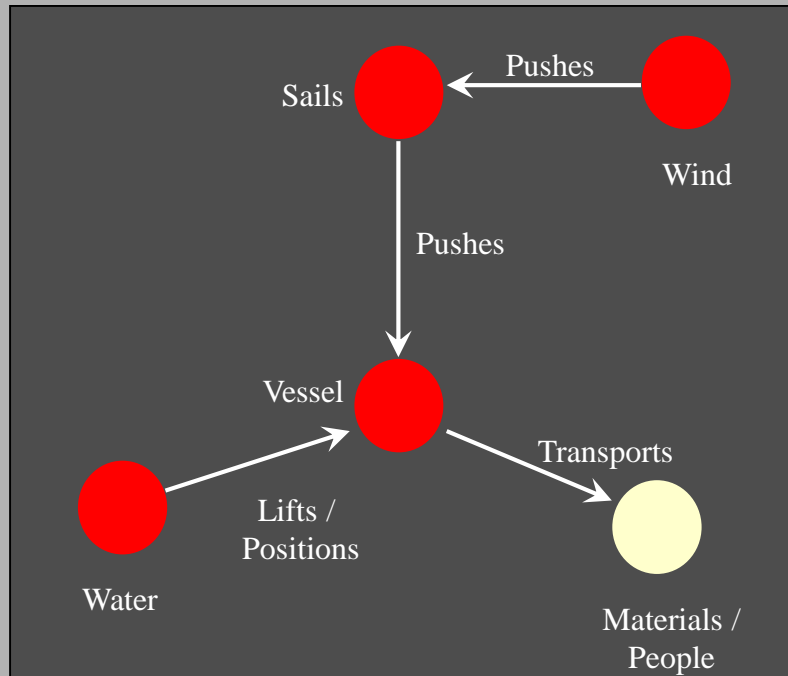 Pushes
Sails
Wind
Pushes
Vessel
Transports
Lifts /
Positions
Water
Materials /
People